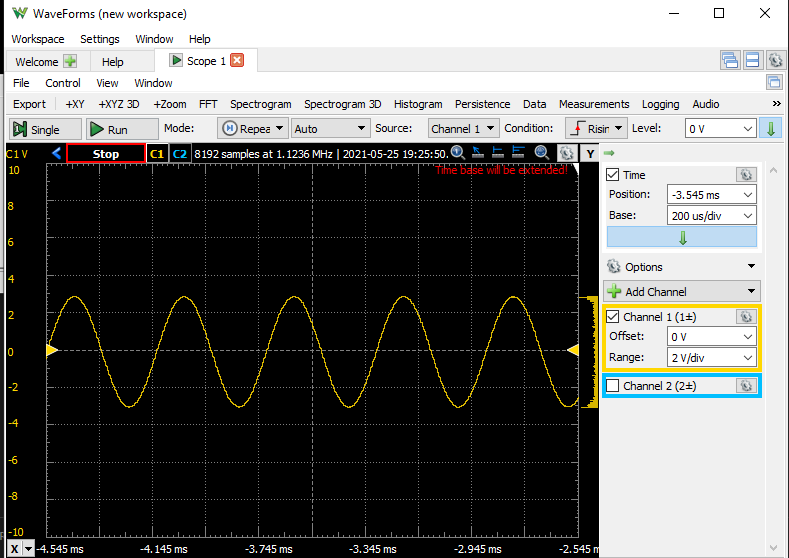 WaveForms (new workspace)
Workspace Settings Window Help
Welcome Help Scope 1
File Control View Window
Export +XY +XYZ 3D +Zoom FFT Spectrogram Spectrogram 3D Histogram Persistence Data Measurements Logging Audio »
Single Run Mode: Repea Auto Source: Channel 1 Condition: Risin Level: 0 V
C1 V Stop C1 C2 8192 samples at 1.1236 MHz | 2021-05-25 19:25:50. Y
Time base will be extended!
10
8
6
4
2
0
-2
-4
-6
-8
-10
X -4.545 ms -4.145 ms -3.745 ms -3.345 ms -2.945 ms -2.545 m
Time
Position: -3.545 ms
Base: 200 us/div
Options
Add Channel
Channel 1 (1±)
Offset: 0 V
Range: 2 V/div
Channel 2 (2±)